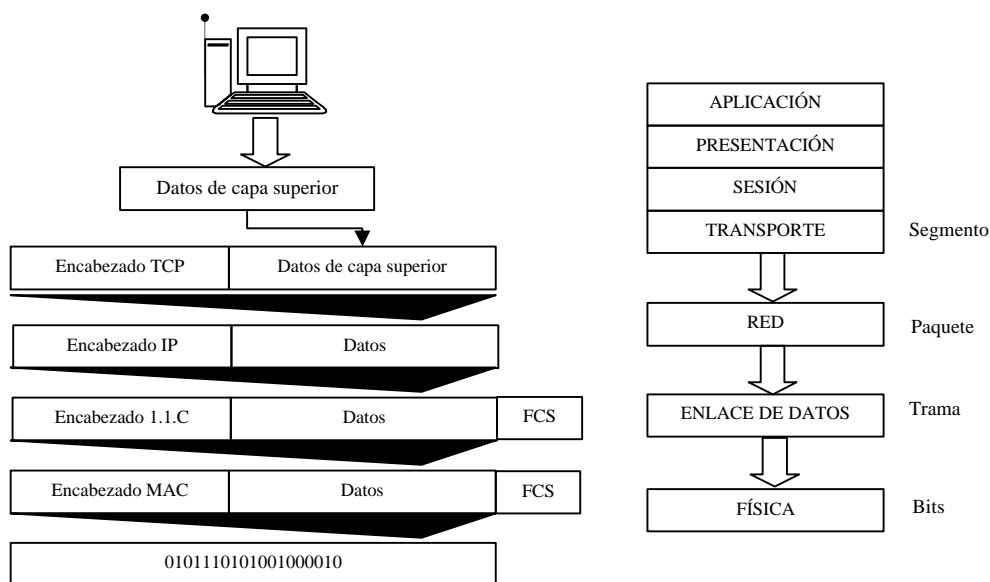 Datos de capa superior
Encabezado TCP
Datos de capa superior
Encabezado IP
Datos
Encabezado 1.1.C
Datos
FCS
Encabezado MAC
Datos
FCS
0101110101001000010
APLICACIÓN
PRESENTACIÓN
SESIÓN
TRANSPORTE
Segmento
RED
Paquete
ENLACE DE DATOS
Trama
FÍSICA
Bits